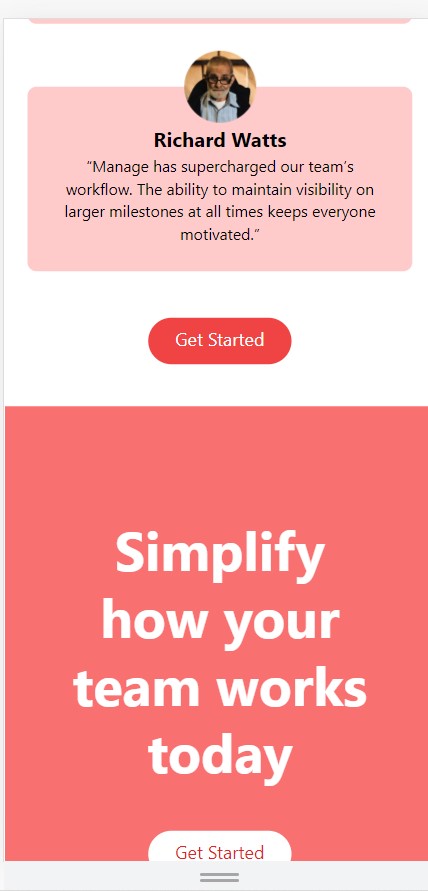 Richard Watts
“Manage has supercharged our team’s
workflow. The ability to maintain visibility on
larger milestones at all times keeps everyone
motivated.”
Get Started
Simplify
how your
team works
today
Get Started